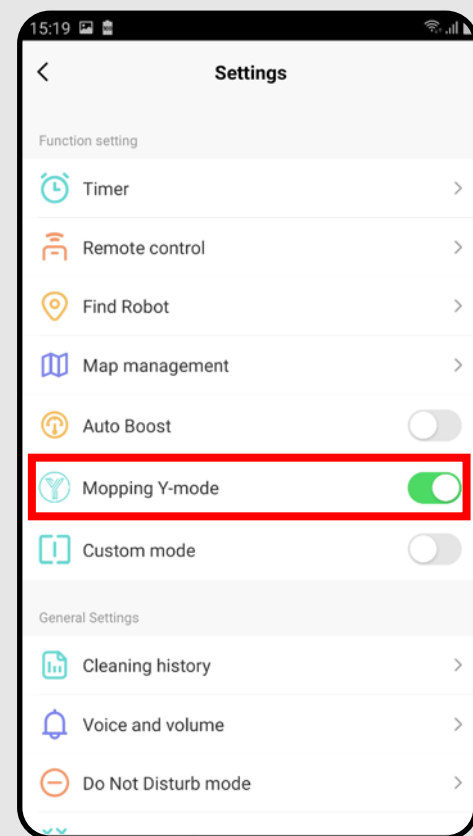 15:19
Settings
Function setting
Timer
Remote control
Find Robot
Map management
Auto Boost
Mopping Y-mode
Custom mode
General Settings
Cleaning history
Voice and volume
Do Not Disturb mode